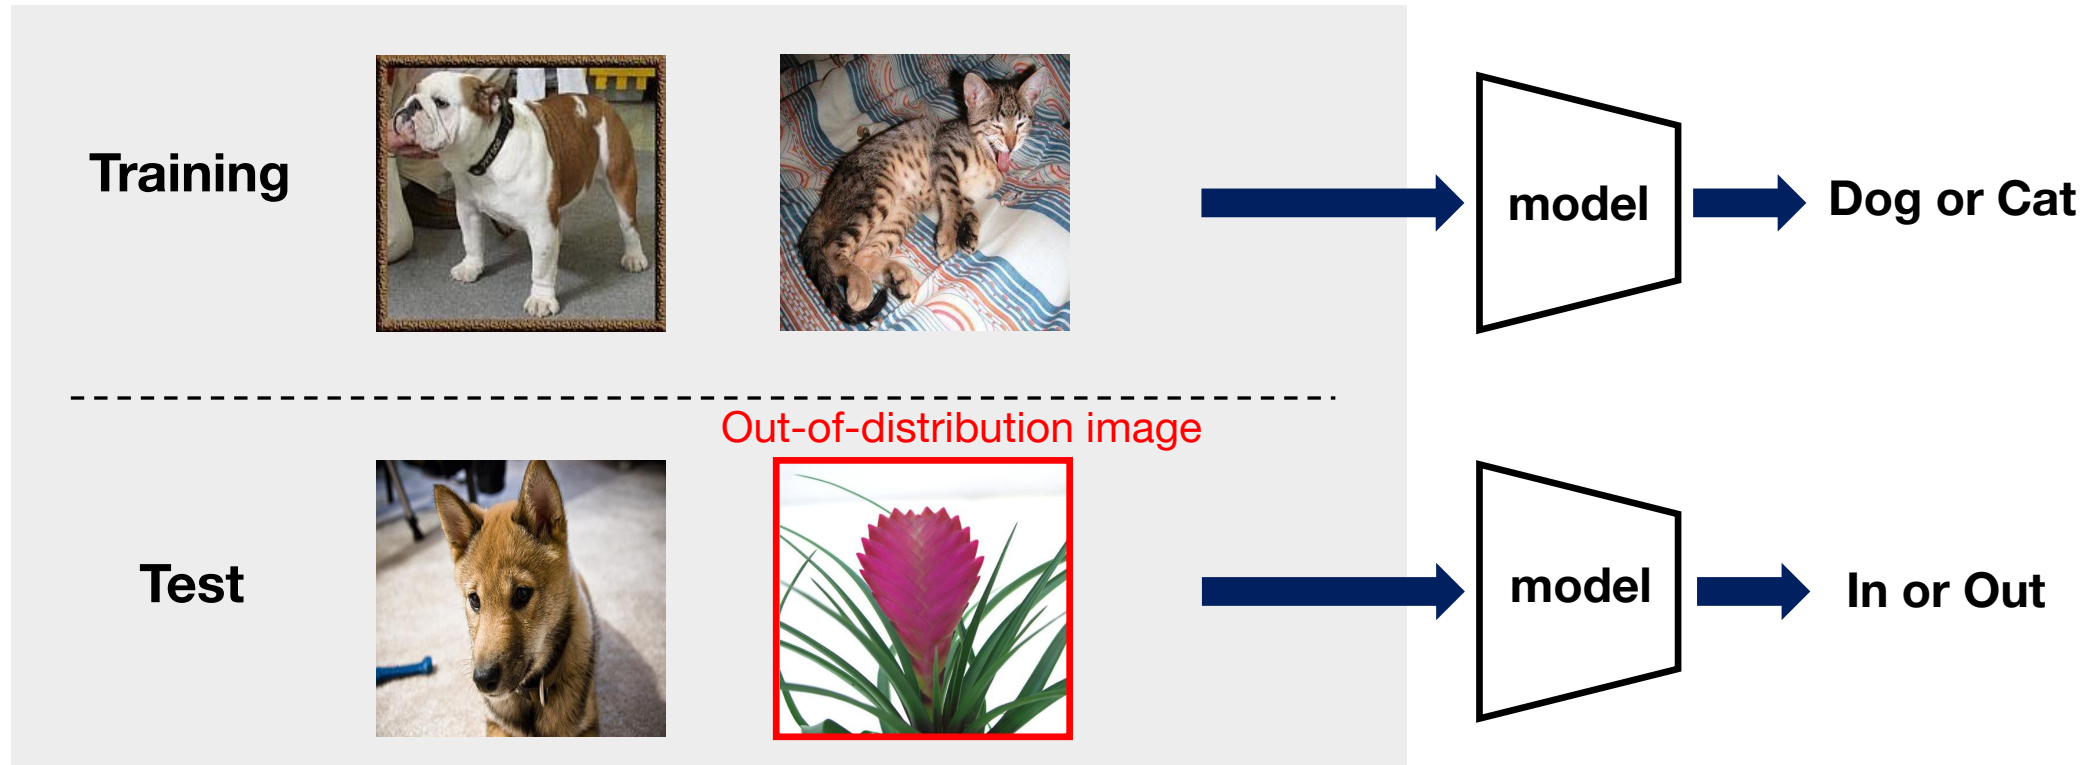 Training
model
Dog or Cat
Out-of-distribution image
Test
model
In or Out